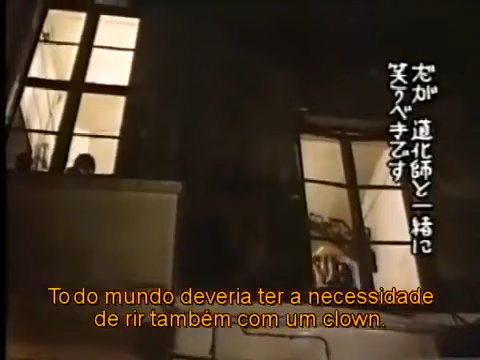 だが 道化師と一緒に
笑うべきです
Todo mundo deveria ter a necessidade
de rir também com um clown.